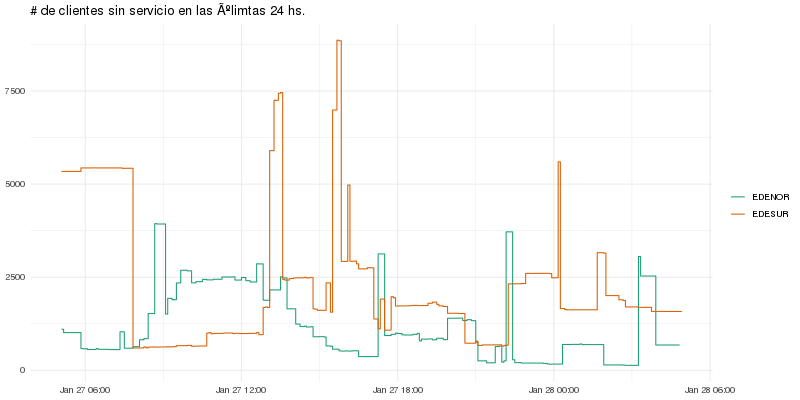 # de clientes sin servicio en las Ãºlimtas 24 hs.
7500
5000
2500
0
Jan 27 06:00 Jan 27 12:00 Jan 27 18:00 Jan 28 00:00 Jan 28 06:00
EDENOR
EDESUR